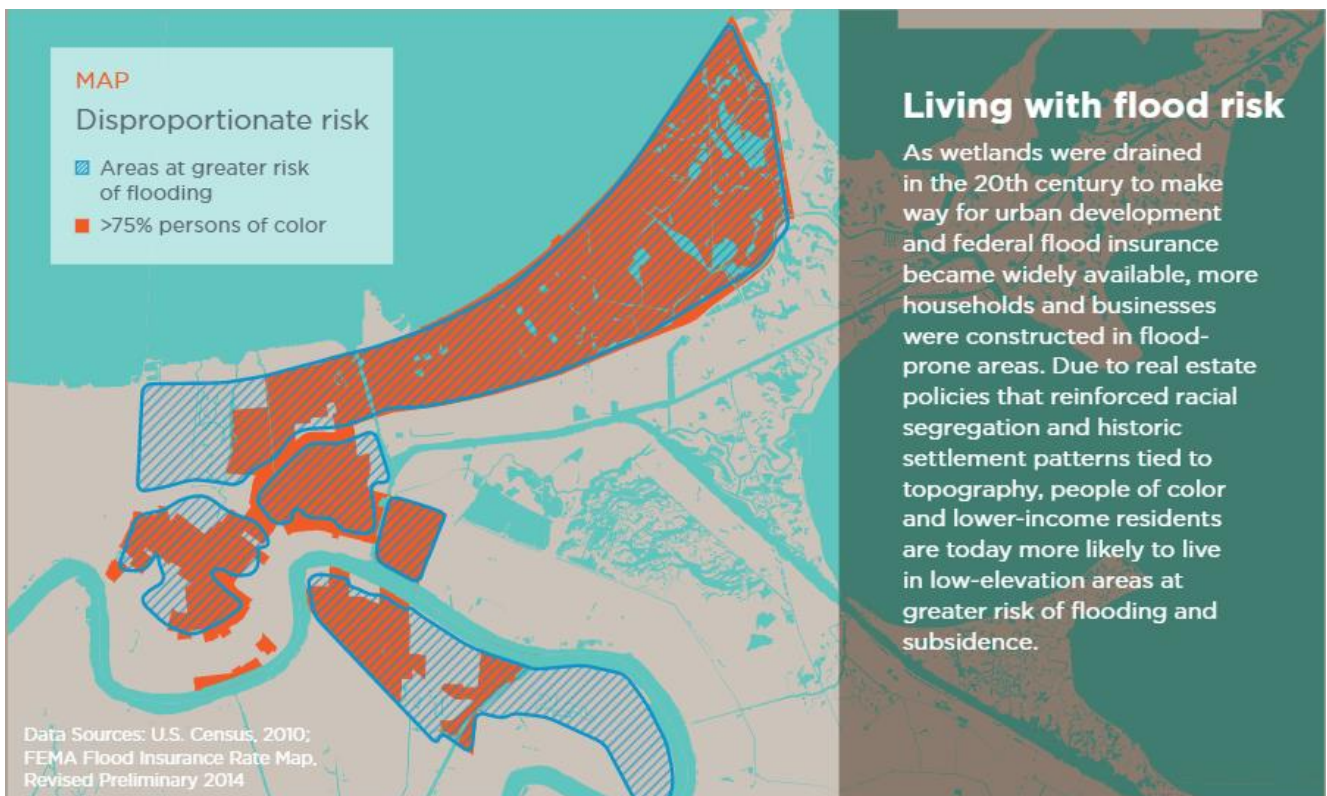 MAP
Disproportionate risk
Areas at greater risk
of flooding
>75% persons of color
Data Sources: U.S. Census, 2010;
FEMA Flood Insurance Rate Map,
Revised Preliminary 2014
Living with flood risk
As wetlands were drained
in the 20th century to make
way for urban development
and federal flood insurance
became widely available, more
households and businesses
were constructed in flood-
prone areas. Due to real estate
policies that reinforced racial
segregation and historic
settlement patterns tied to
topography, people of color
and lower-income residents
are today more likely to live
in low-elevation areas at
greater risk of flooding and
subsidence.